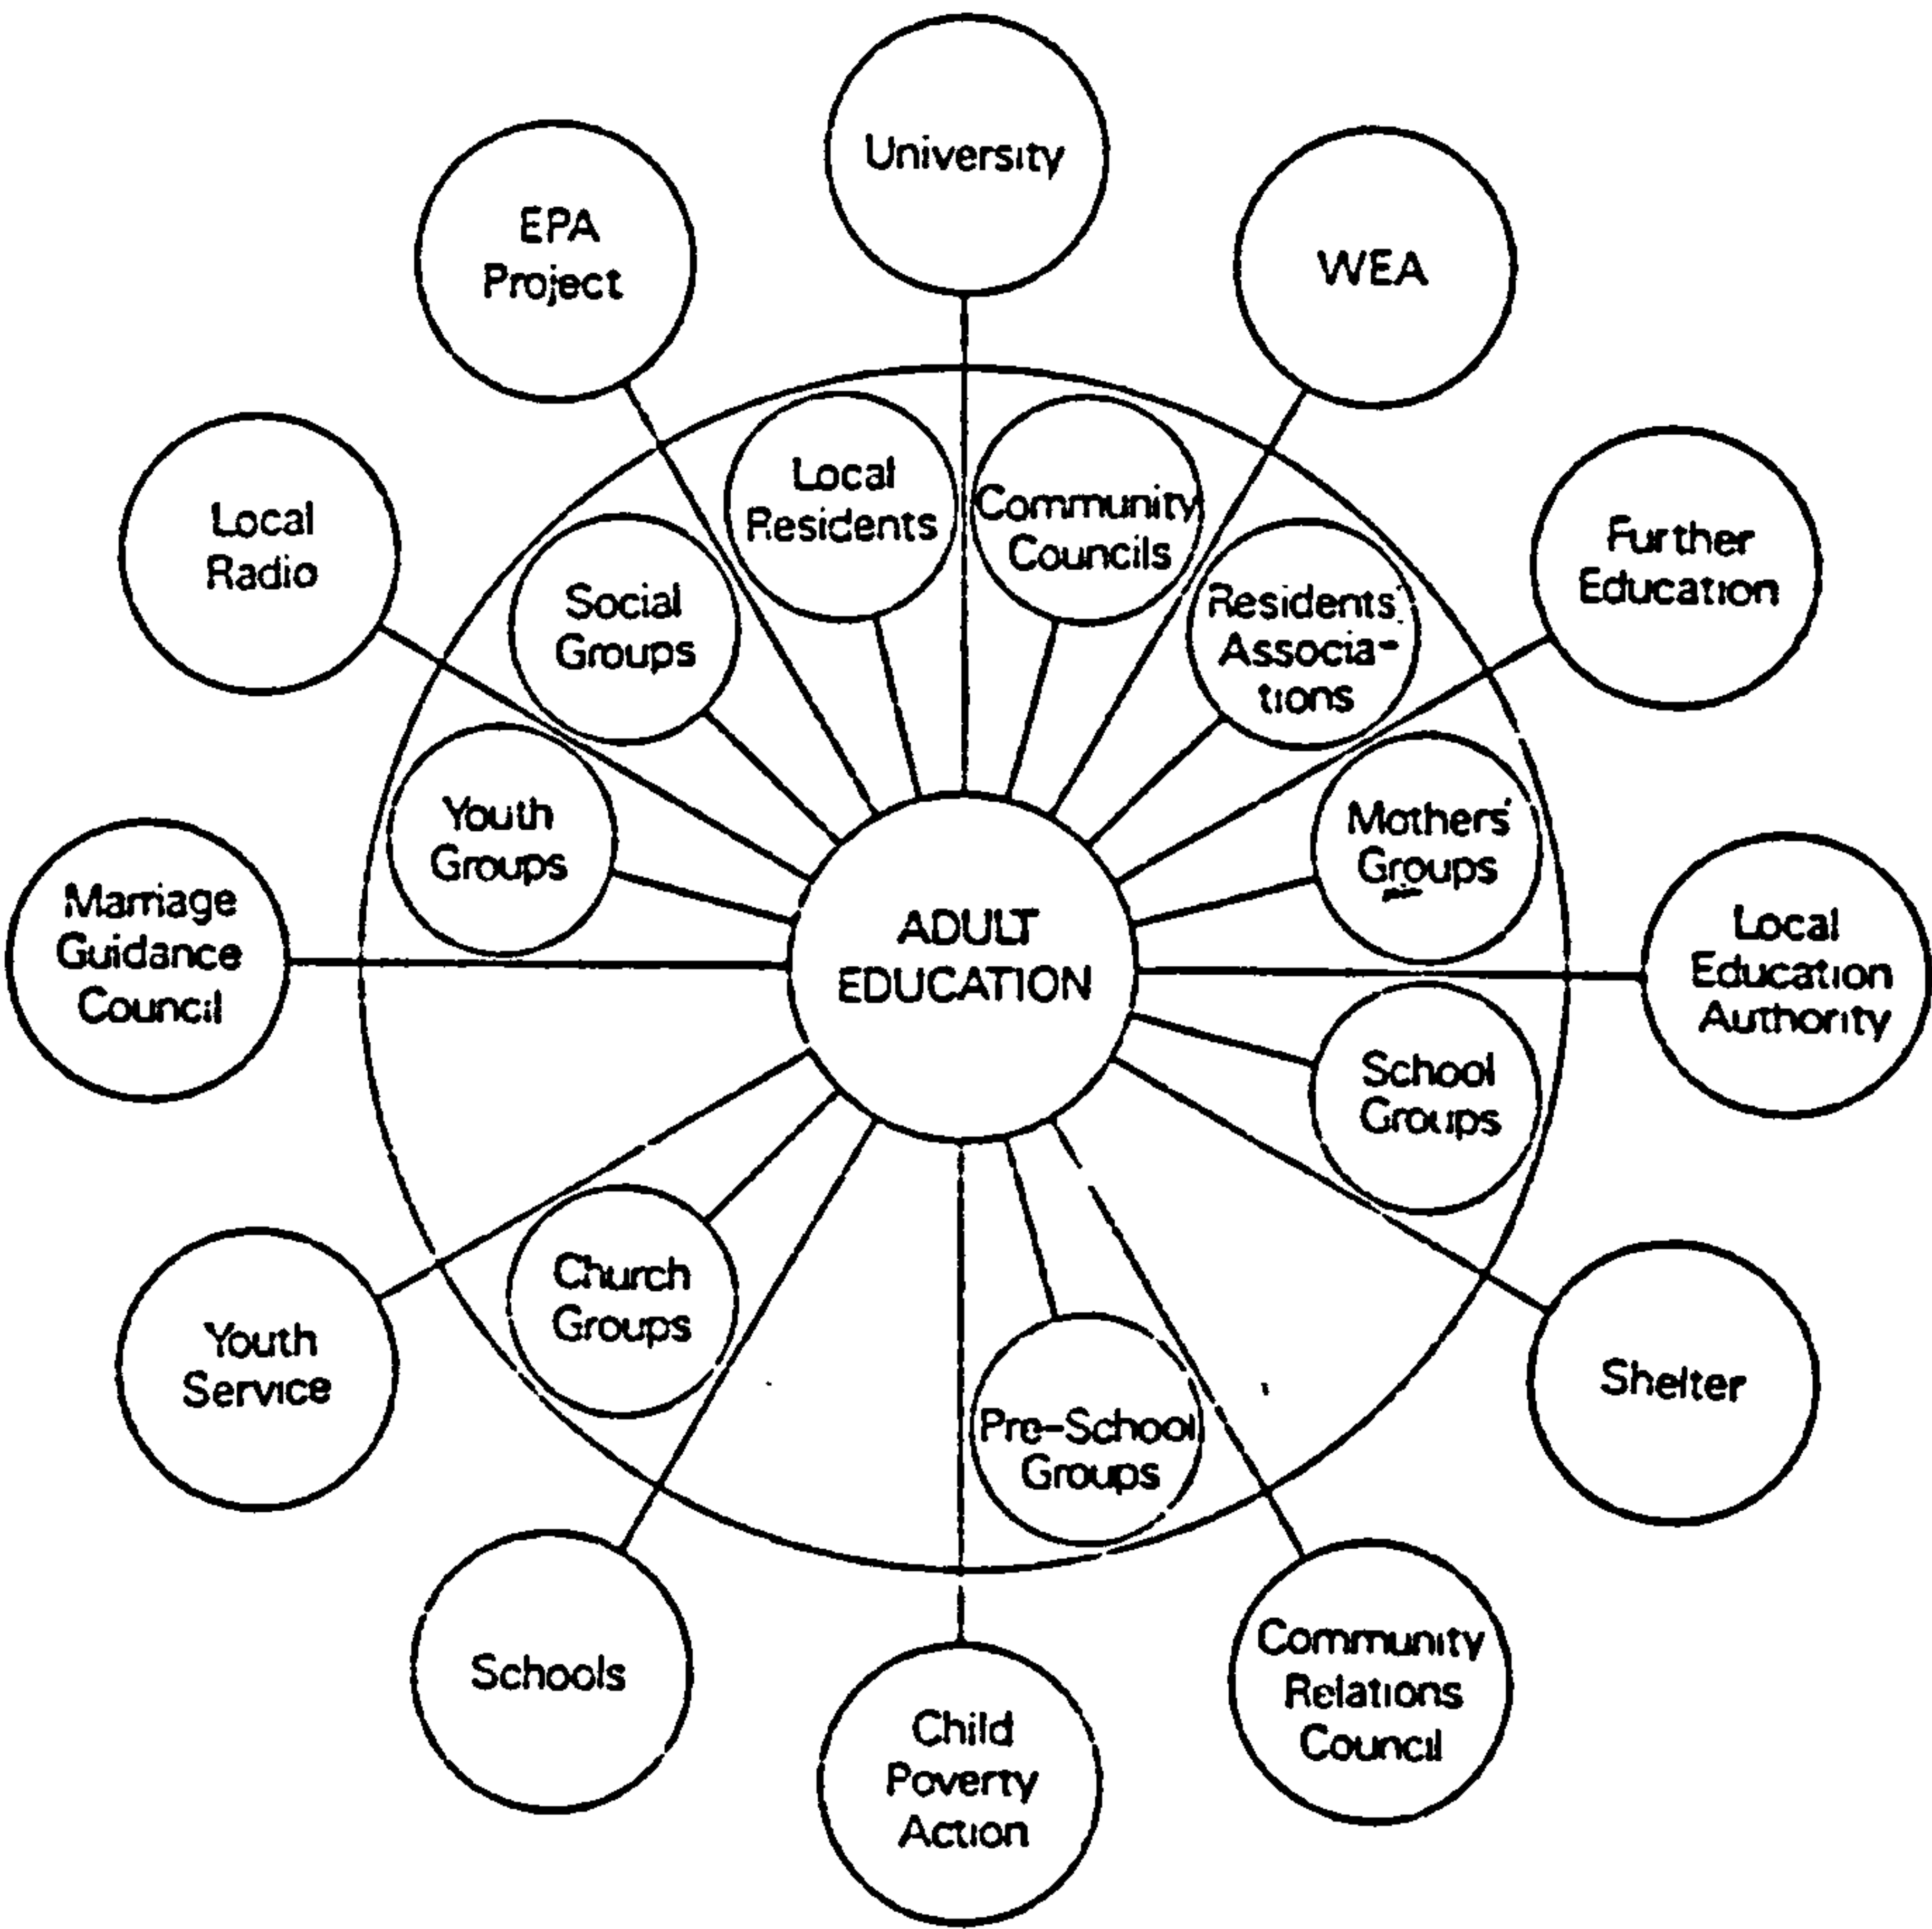 University
EPA
Project
WEA
Local
Radio
Further
Education
Local
Residents
Community
Councils
Social
Groups
Residents'
Associa-
tions
Youth
Groups
Mothers'
Groups
Marriage
Guidance
Council
ADULT
EDUCATION
Local
Education
Authority
School
Groups
Church
Groups
Youth
Service
Shelter
Pre-School
Groups
Schools
Community
Relations
Council
Child
Poverty
Action